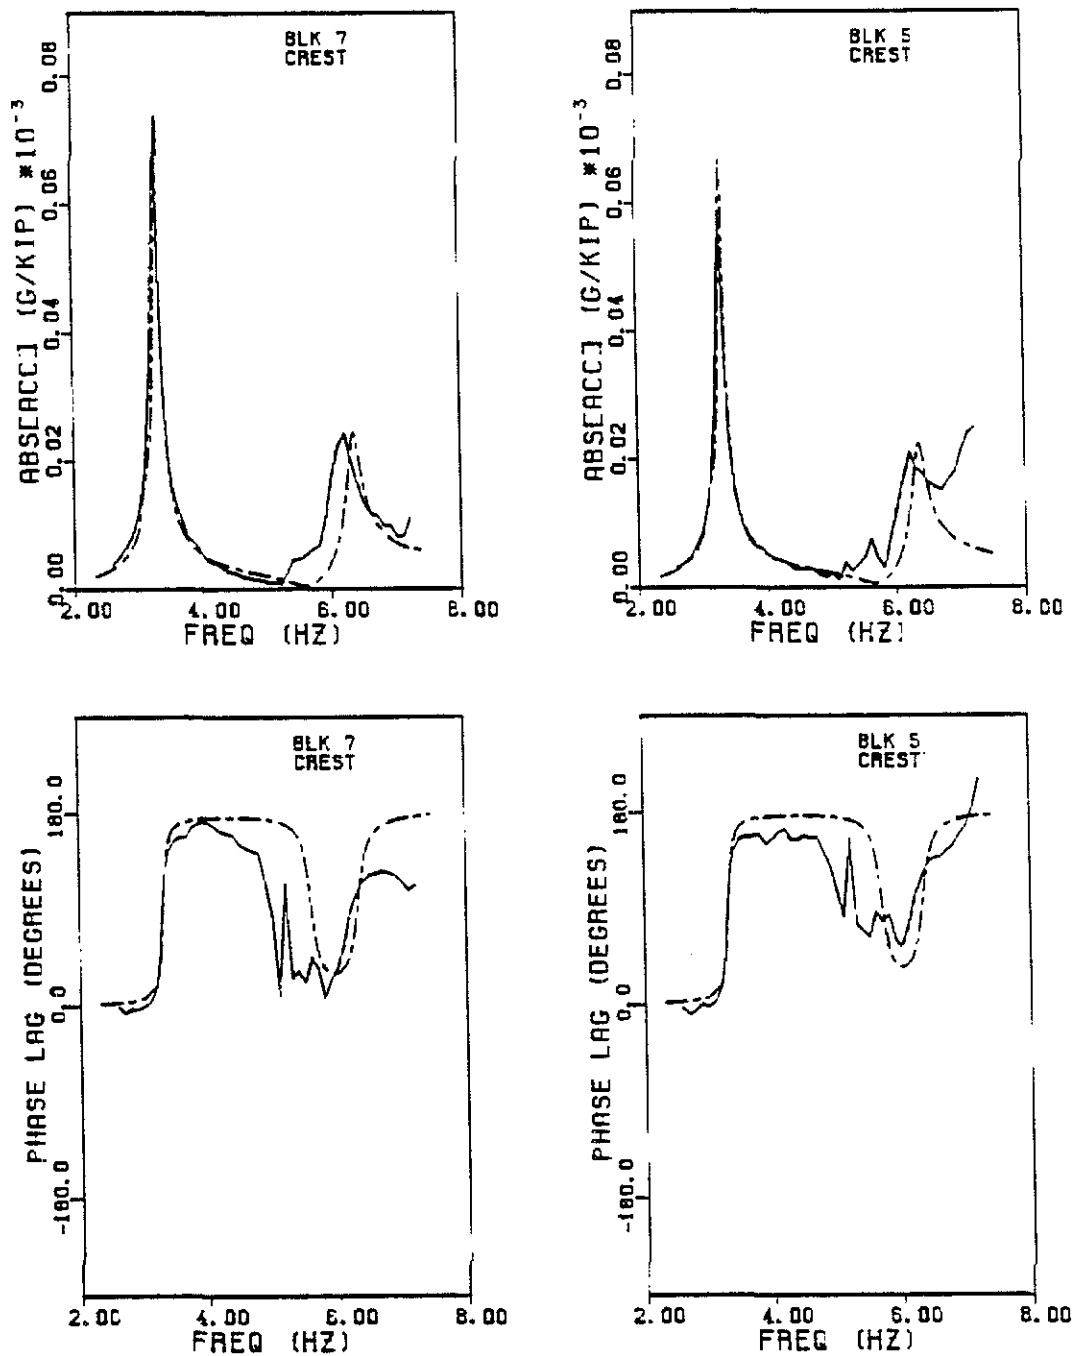 BLK 7
CREST
ABS[ACC] (G/KIP) *10-3
0.00
0.02
0.04
0.06
0.08
2.00
4.00
6.00
8.00
FREQ (HZ)
BLK 5
CREST
ABS[ACC] (G/KIP) *10-3
0.00
0.02
0.04
0.06
0.08
2.00
4.00
6.00
8.00
FREQ (HZ)
BLK 7
CREST
PHASE LAG (DEGREES)
-180.0
0.0
180.0
2.00
4.00
6.00
8.00
FREQ (HZ)
BLK 5
CREST
PHASE LAG (DEGREES)
-180.0
0.0
180.0
2.00
4.00
6.00
8.00
FREQ (HZ)